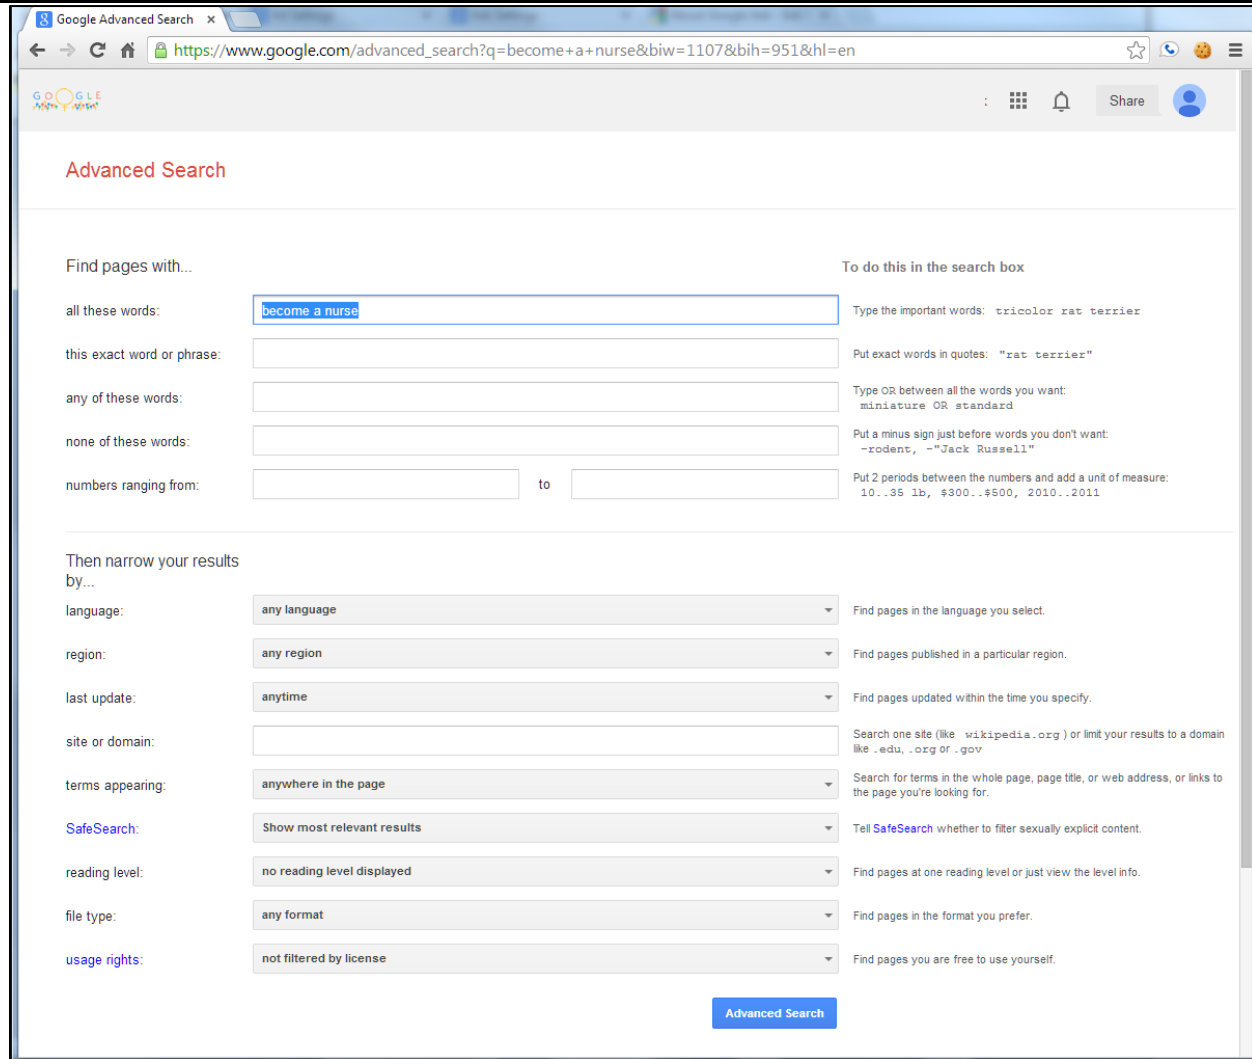 Google Advanced Search
https://www.google.com/advanced_search?q=become+a+nurse&biw=1107&bih=951&hl=en
GOOGLE
Share
Advanced Search
Find pages with...
To do this in the search box
all these words:
become a nurse
Type the important words: tricolor rat terrier
this exact word or phrase:
Put exact words in quotes: "rat terrier"
any of these words:
Type OR between all the words you want:
miniature OR standard
none of these words:
Put a minus sign just before words you don't want:
-rodent, -"Jack Russell"
numbers ranging from:
to
Put 2 periods between the numbers and add a unit of measure:
10..35 lb, $300..$500, 2010..2011
Then narrow your results
by...
language:
any language
Find pages in the language you select.
region:
any region
Find pages published in a particular region.
last update:
anytime
Find pages updated within the time you specify.
site or domain:
Search one site (like wikipedia.org ) or limit your results to a domain
like .edu, .org or .gov
terms appearing:
anywhere in the page
Search for terms in the whole page, page title, or web address, or links to
the page you're looking for.
SafeSearch:
Show most relevant results
Tell SafeSearch whether to filter sexually explicit content.
reading level:
no reading level displayed
Find pages at one reading level or just view the level info.
file type:
any format
Find pages in the format you prefer.
usage rights:
not filtered by license
Find pages you are free to use yourself.
Advanced Search